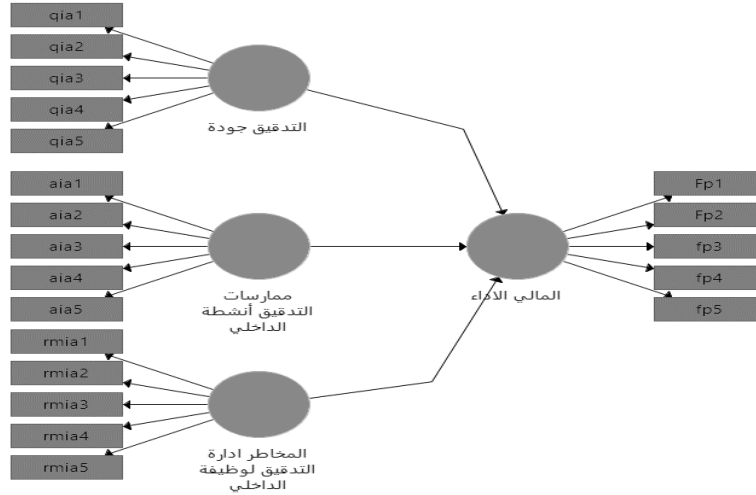 qia1
qia2
qia3
qia4
qia5
التدقيق جودة
aia1
aia2
aia3
aia4
aia5
ممارسات
التدقيق أنشطة
الداخلي
rmia1
rmia2
rmia3
rmia4
rmia5
المخاطر ادارة
التدقيق لوظيفة
الداخلي
المالي الاداء
Fp1
Fp2
fp3
fp4
fp5